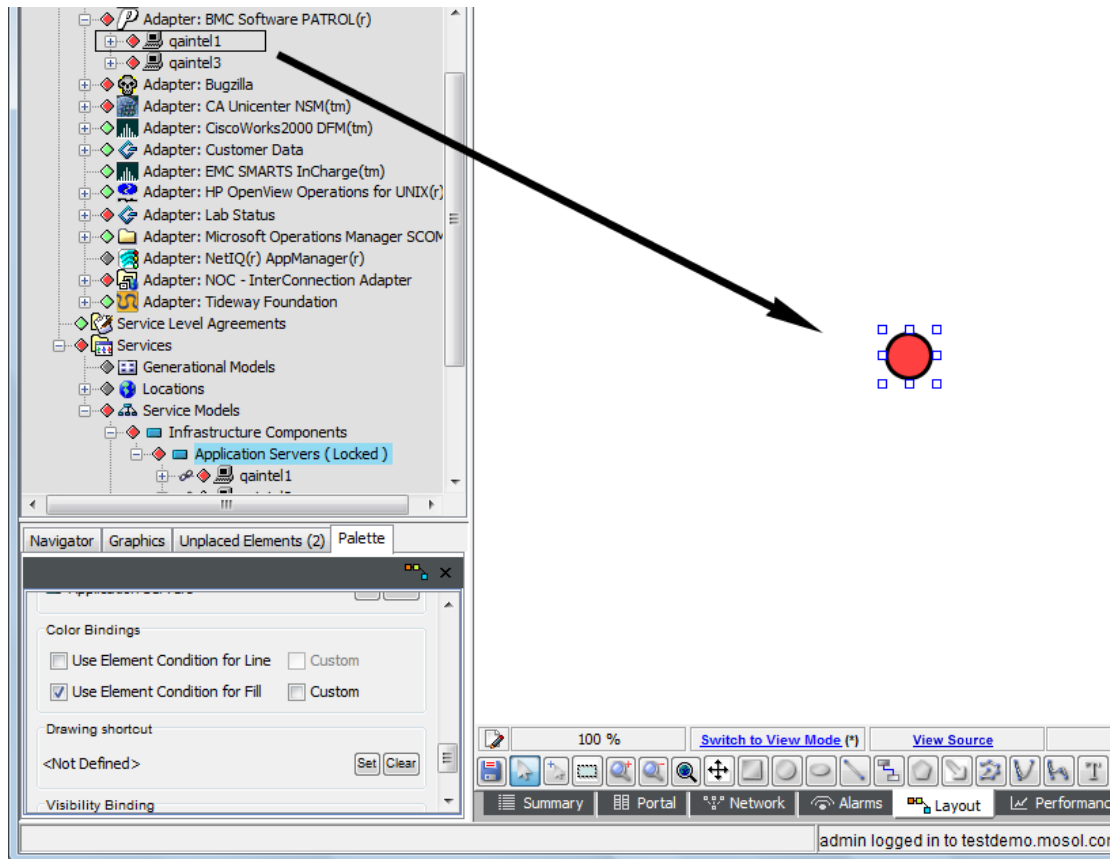 Adapter: BMC Software PATROL(r)
qaintel1
qaintel3
Adapter: Bugzilla
Adapter: CA Unicenter NSM(tm)
Adapter: CiscoWorks2000 DFM(tm)
Adapter: Customer Data
Adapter: EMC SMARTS InCharge(tm)
Adapter: HP OpenView Operations for UNIX(r)
Adapter: Lab Status
Adapter: Microsoft Operations Manager SCOM
Adapter: NetIQ(r) AppManager(r)
Adapter: NOC - InterConnection Adapter
Adapter: Tideway Foundation
Service Level Agreements
Services
Generational Models
Locations
Service Models
Infrastructure Components
Application Servers ( Locked )
qaintel1
Navigator Graphics Unplaced Elements (2) Palette
Color Bindings
Use Element Condition for Line Custom
Use Element Condition for Fill Custom
Drawing shortcut
<Not Defined> Set Clear
Visibility Binding
100 % Switch to View Mode (*) View Source
T
Summary Portal Network Alarms Layout Performanc
admin logged in to testdemo.mosol.cor